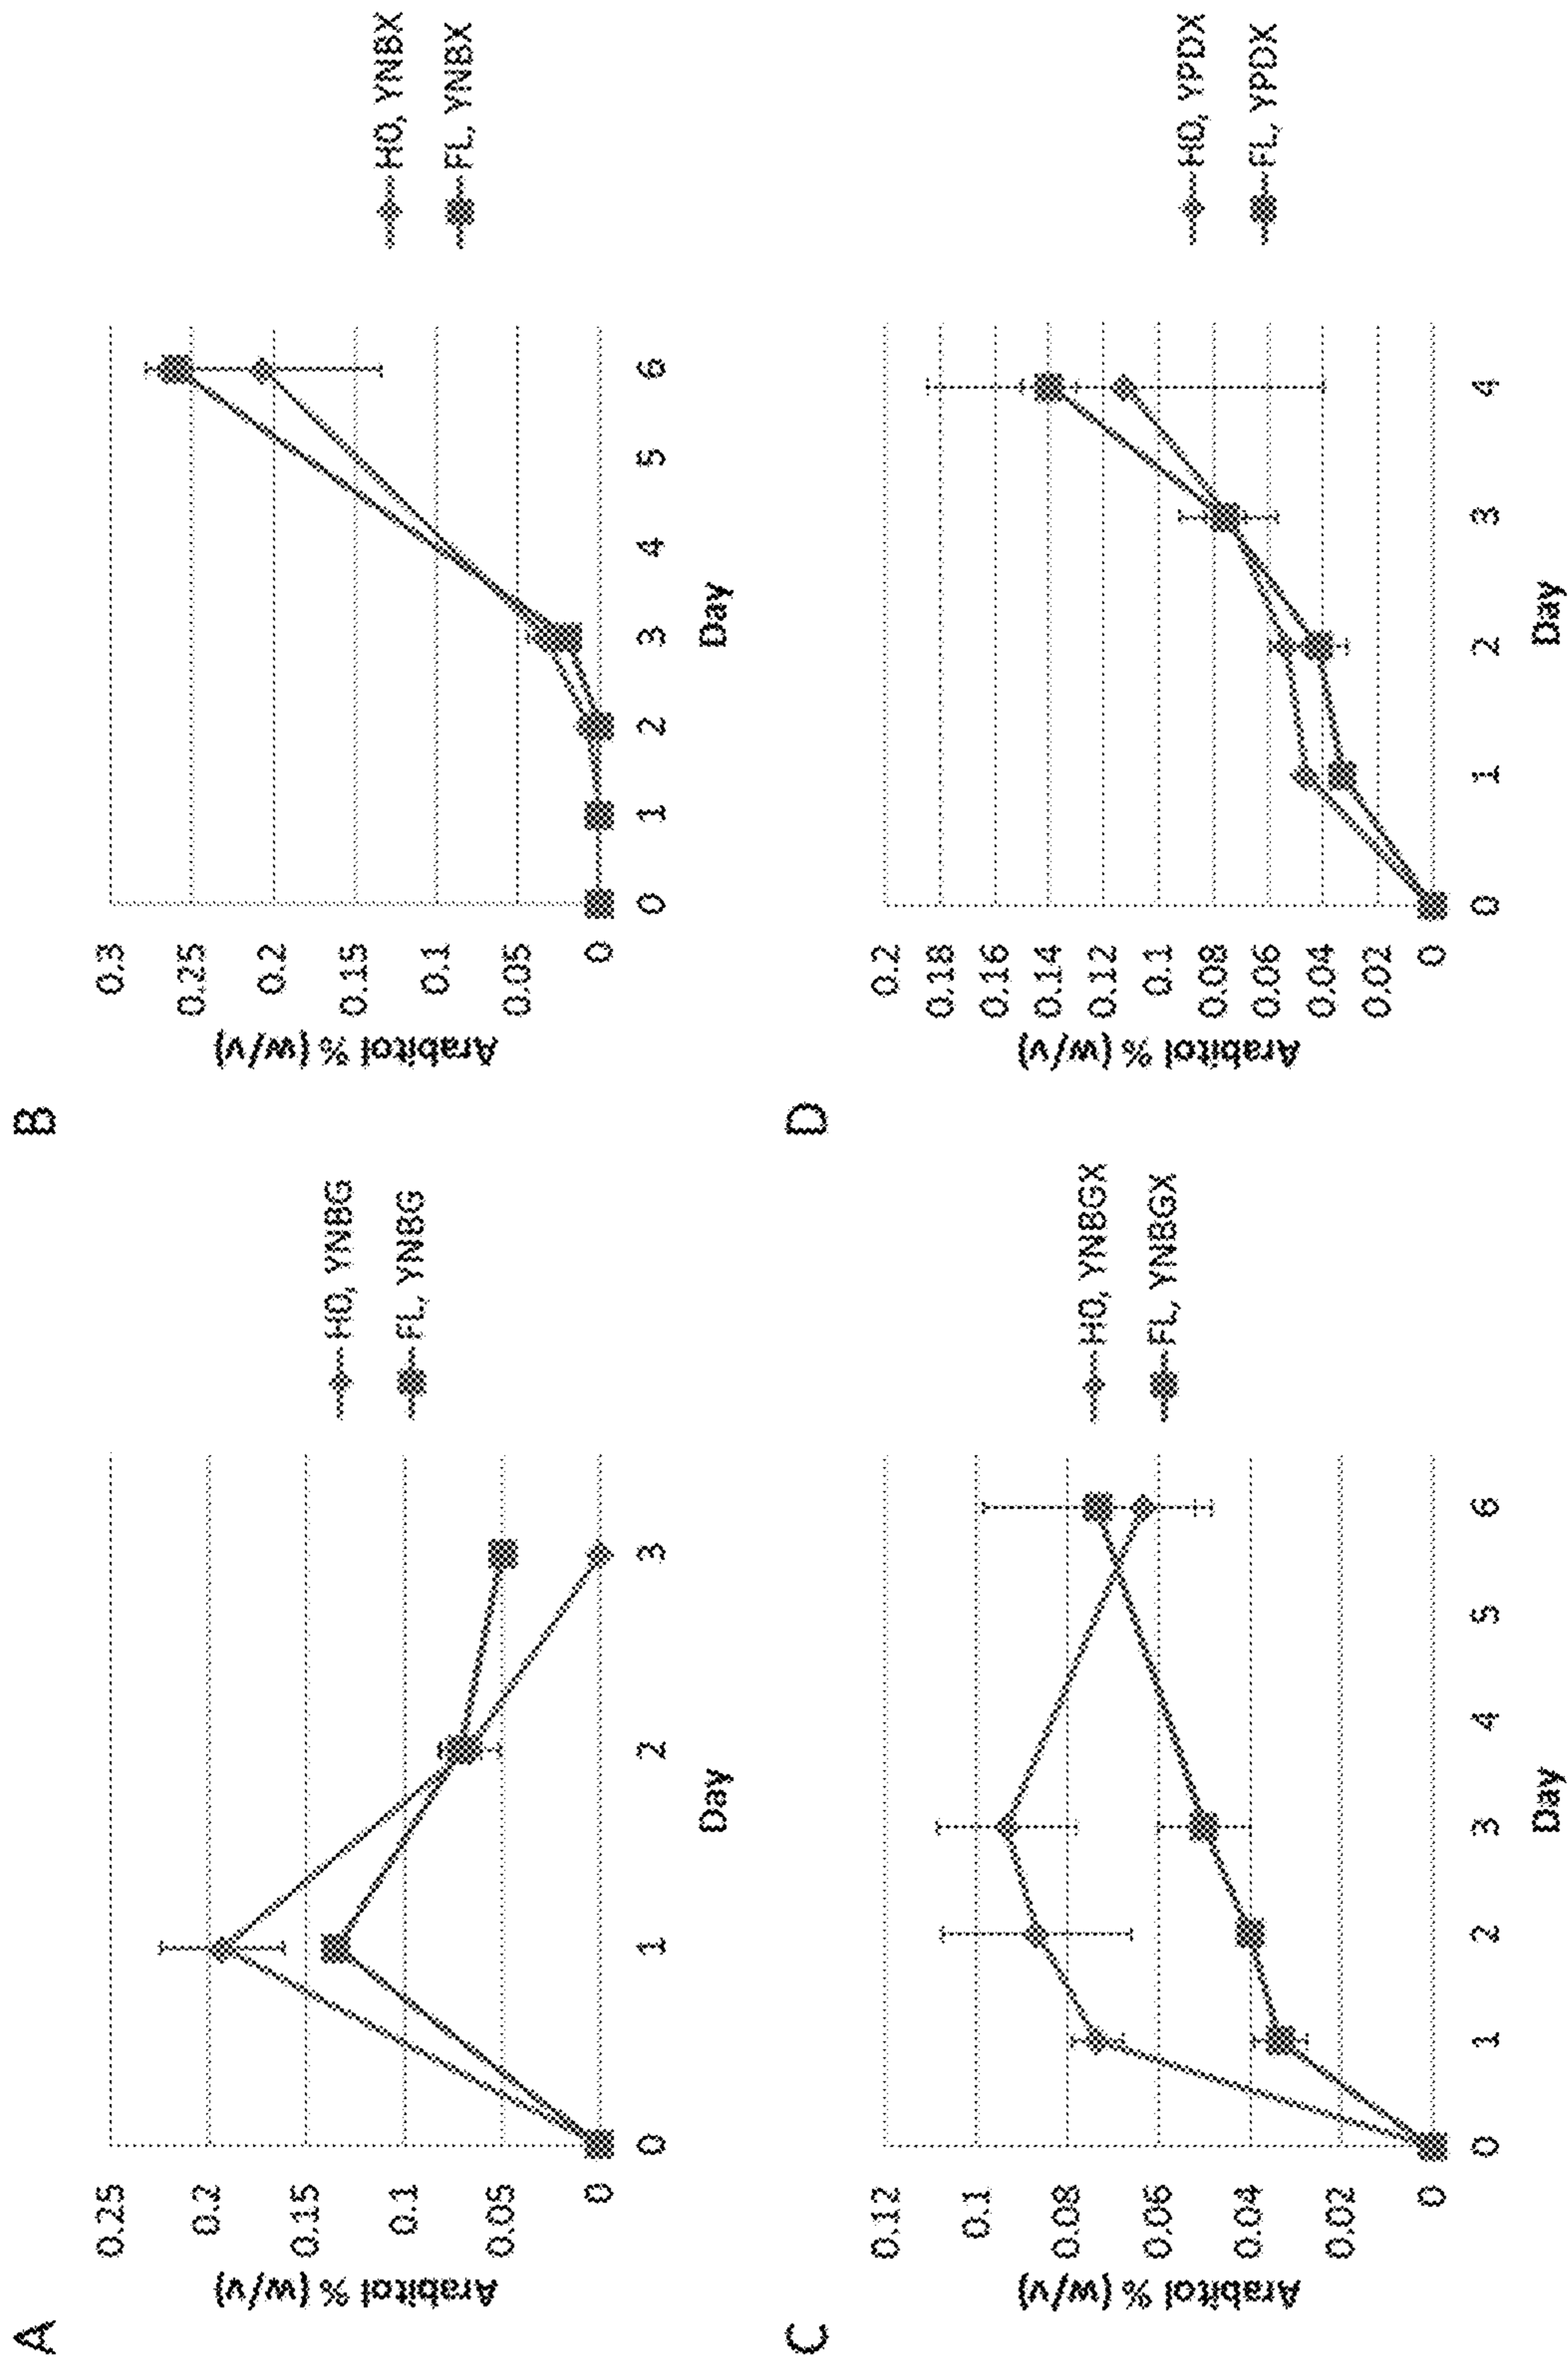 A
Arabitol % (w/v)
0.25
0.2
0.15
0.1
0.05
0
0 1 2 3
Day
HO, YNBG
FL, YNBG
B
Arabitol % (w/v)
0.3
0.25
0.2
0.15
0.1
0.05
0
0 1 2 3 4 5 6
Day
HO, YNBX
FL, YNBX
C
Arabitol % (w/v)
0.12
0.1
0.08
0.06
0.04
0.02
0
0 1 2 3 4 5 6
Day
HO, YNBGX
FL, YNBGX
D
Arabitol % (w/v)
0.2
0.18
0.16
0.14
0.12
0.1
0.08
0.06
0.04
0.02
0
0 1 2 3 4
Day
HO, YPDX
FL, YPDX